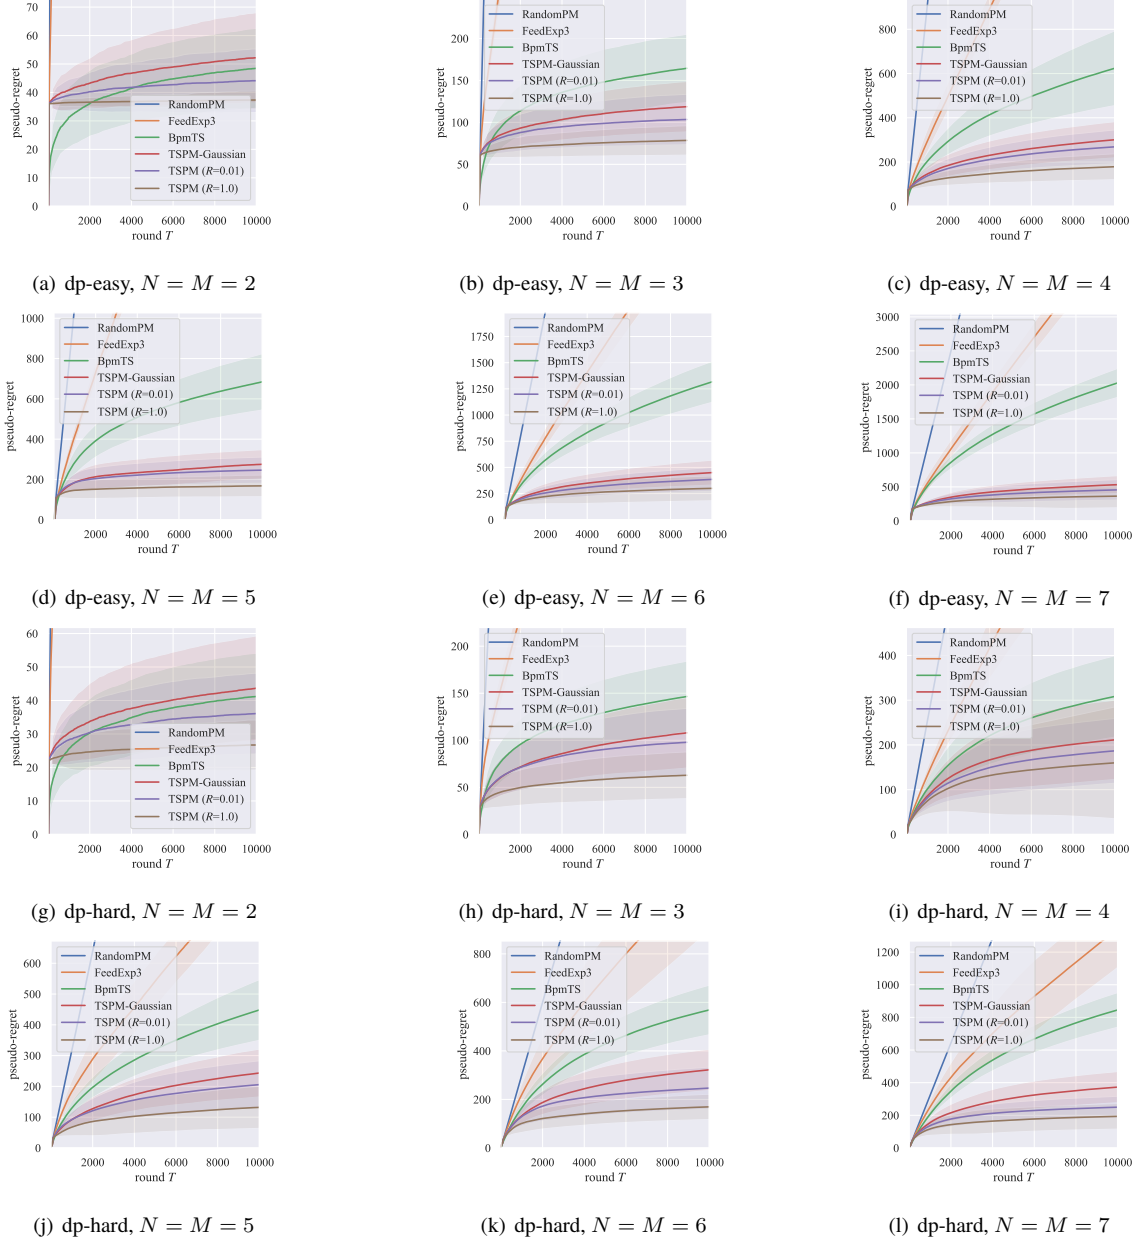 70
60
50
40
30
20
10
0
pseudo-regret
RandomPM
FeedExp3
BpmTS
TSPM-Gaussian
TSPM (R=0.01)
TSPM (R=1.0)
2000 4000 6000 8000 10000
round T
(a) dp-easy, N = M = 2
200
150
100
50
0
pseudo-regret
RandomPM
FeedExp3
BpmTS
TSPM-Gaussian
TSPM (R=0.01)
TSPM (R=1.0)
2000 4000 6000 8000 10000
round T
(b) dp-easy, N = M = 3
800
600
400
200
0
pseudo-regret
RandomPM
FeedExp3
BpmTS
TSPM-Gaussian
TSPM (R=0.01)
TSPM (R=1.0)
2000 4000 6000 8000 10000
round T
(c) dp-easy, N = M = 4
1000
800
600
400
200
0
pseudo-regret
RandomPM
FeedExp3
BpmTS
TSPM-Gaussian
TSPM (R=0.01)
TSPM (R=1.0)
2000 4000 6000 8000 10000
round T
(d) dp-easy, N = M = 5
1750
1500
1250
1000
750
500
250
0
pseudo-regret
RandomPM
FeedExp3
BpmTS
TSPM-Gaussian
TSPM (R=0.01)
TSPM (R=1.0)
2000 4000 6000 8000 10000
round T
(e) dp-easy, N = M = 6
3000
2500
2000
1500
1000
500
0
pseudo-regret
RandomPM
FeedExp3
BpmTS
TSPM-Gaussian
TSPM (R=0.01)
TSPM (R=1.0)
2000 4000 6000 8000 10000
round T
(f) dp-easy, N = M = 7
60
50
40
30
20
10
0
pseudo-regret
RandomPM
FeedExp3
BpmTS
TSPM-Gaussian
TSPM (R=0.01)
TSPM (R=1.0)
2000 4000 6000 8000 10000
round T
(g) dp-hard, N = M = 2
200
150
100
50
0
pseudo-regret
RandomPM
FeedExp3
BpmTS
TSPM-Gaussian
TSPM (R=0.01)
TSPM (R=1.0)
2000 4000 6000 8000 10000
round T
(h) dp-hard, N = M = 3
400
300
200
100
0
pseudo-regret
RandomPM
FeedExp3
BpmTS
TSPM-Gaussian
TSPM (R=0.01)
TSPM (R=1.0)
2000 4000 6000 8000 10000
round T
(i) dp-hard, N = M = 4
600
500
400
300
200
100
0
pseudo-regret
RandomPM
FeedExp3
BpmTS
TSPM-Gaussian
TSPM (R=0.01)
TSPM (R=1.0)
2000 4000 6000 8000 10000
round T
(j) dp-hard, N = M = 5
800
600
400
200
0
pseudo-regret
RandomPM
FeedExp3
BpmTS
TSPM-Gaussian
TSPM (R=0.01)
TSPM (R=1.0)
2000 4000 6000 8000 10000
round T
(k) dp-hard, N = M = 6
1200
1000
800
600
400
200
0
pseudo-regret
RandomPM
FeedExp3
BpmTS
TSPM-Gaussian
TSPM (R=0.01)
TSPM (R=1.0)
2000 4000 6000 8000 10000
round T
(l) dp-hard, N = M = 7